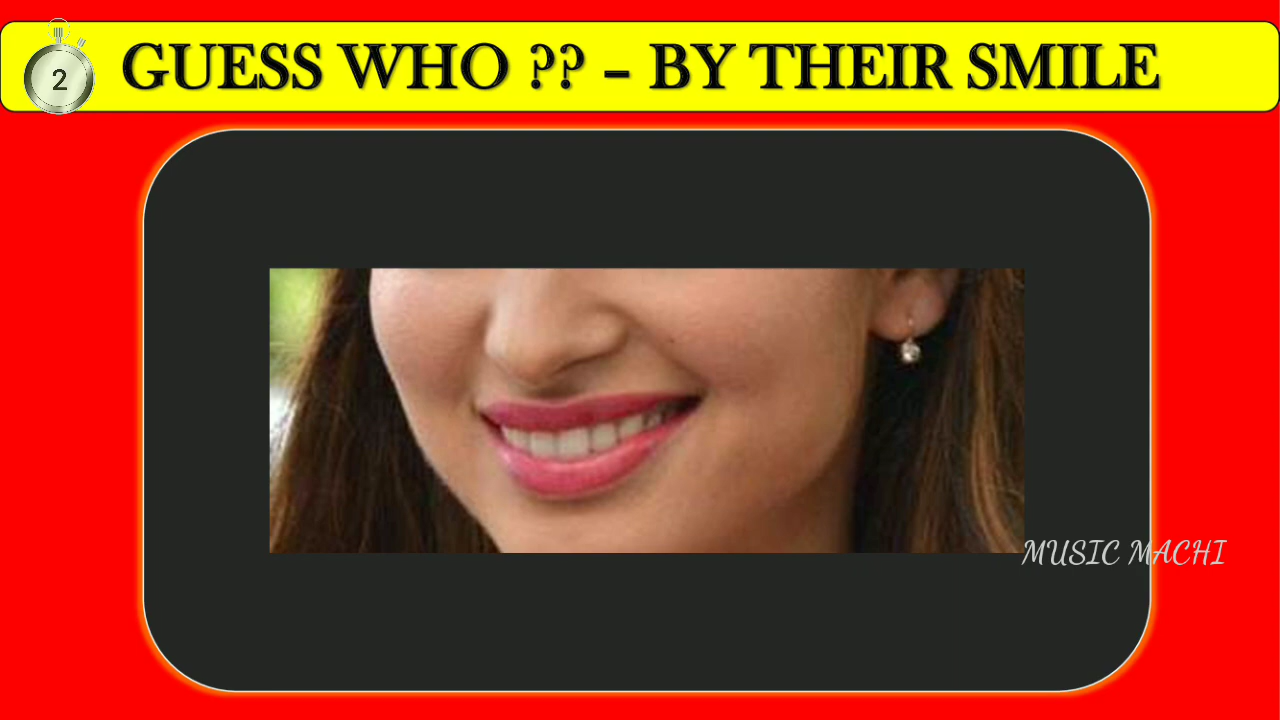 2
GUESS WHO ?? – BY THEIR SMILE
MUSIC MACHI